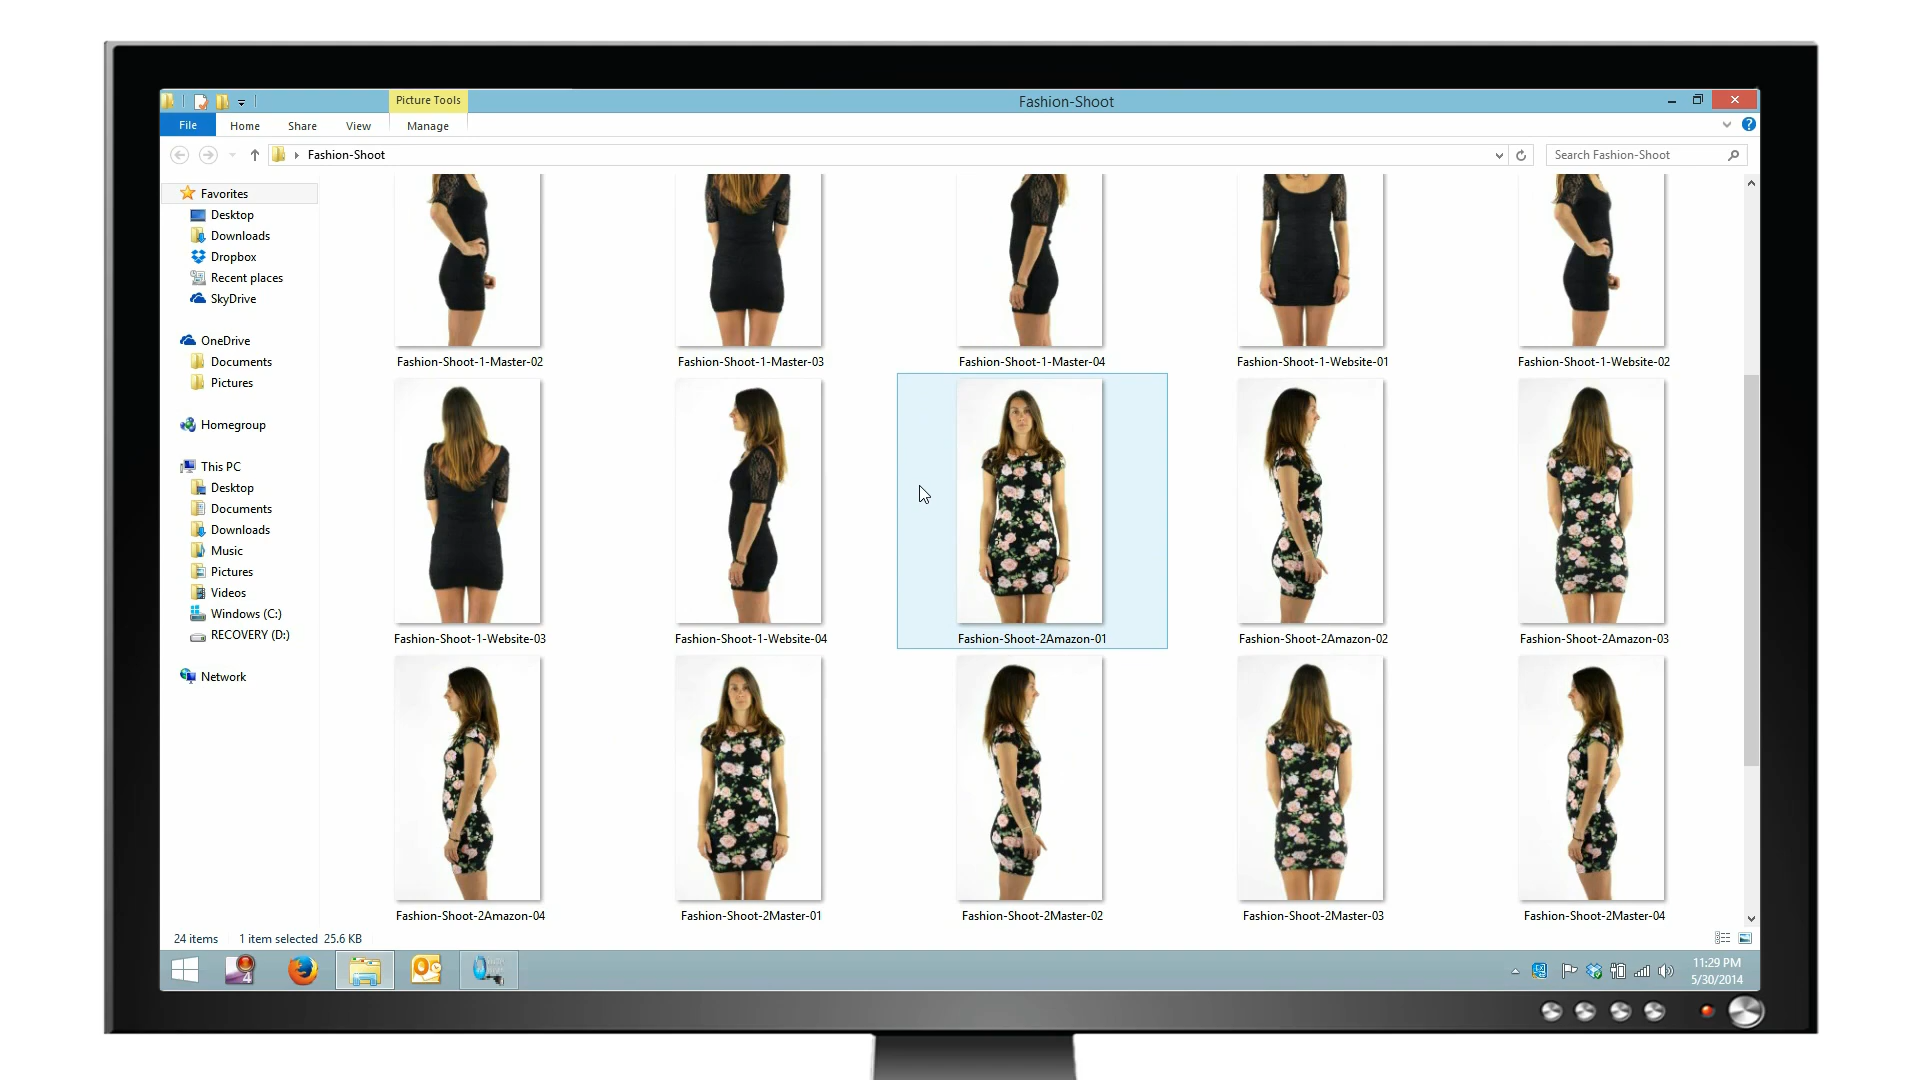 Picture Tools
Fashion-Shoot
File
Home
Share
View
Manage
Fashion-Shoot
Search Fashion-Shoot
Favorites
Desktop
Downloads
Dropbox
Recent places
SkyDrive
OneDrive
Documents
Pictures
Homegroup
This PC
Desktop
Documents
Downloads
Music
Pictures
Videos
Windows (C:)
RECOVERY (D:)
Network
Fashion-Shoot-1-Master-02
Fashion-Shoot-1-Master-03
Fashion-Shoot-1-Master-04
Fashion-Shoot-1-Website-01
Fashion-Shoot-1-Website-02
Fashion-Shoot-1-Website-03
Fashion-Shoot-1-Website-04
Fashion-Shoot-2Amazon-01
Fashion-Shoot-2Amazon-02
Fashion-Shoot-2Amazon-03
Fashion-Shoot-2Amazon-04
Fashion-Shoot-2Master-01
Fashion-Shoot-2Master-02
Fashion-Shoot-2Master-03
Fashion-Shoot-2Master-04
24 items
1 item selected 25.6 KB
4
11:29 PM
5/30/2014